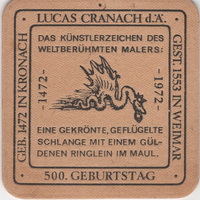 LUCAS CRANACH d.Ä.
GEB. 1472 IN KRONACH
GEST. 1553 IN WEIMAR
DAS KÜNSTLERZEICHEN DES
WELTBERÜHMTEN MALERS:
-1472-
-1972-
EINE GEKRÖNTE, GEFLÜGELTE
SCHLANGE MIT EINEM GÜL-
DENEN RINGLEIN IM MAUL.
500. GEBURTSTAG